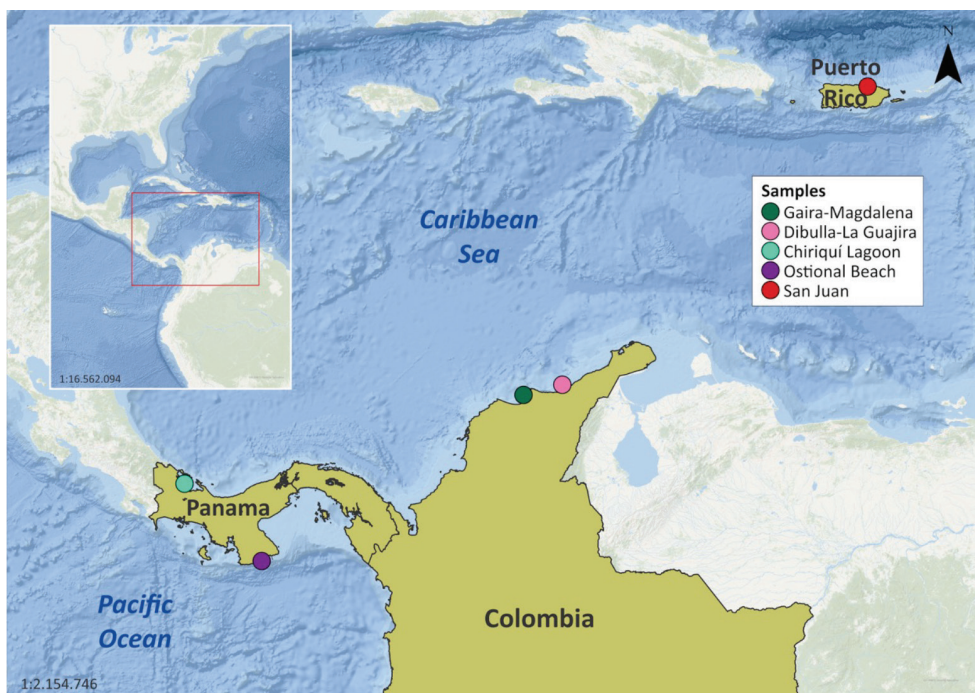 N
Puerto
Rico
Caribbean
Sea
Samples
Gaira-Magdalena
Dibulla-La Guajira
Chiriquí Lagoon
Ostional Beach
San Juan
1:16.562.094
Panama
Colombia
Pacific
Ocean
1:2.154.746